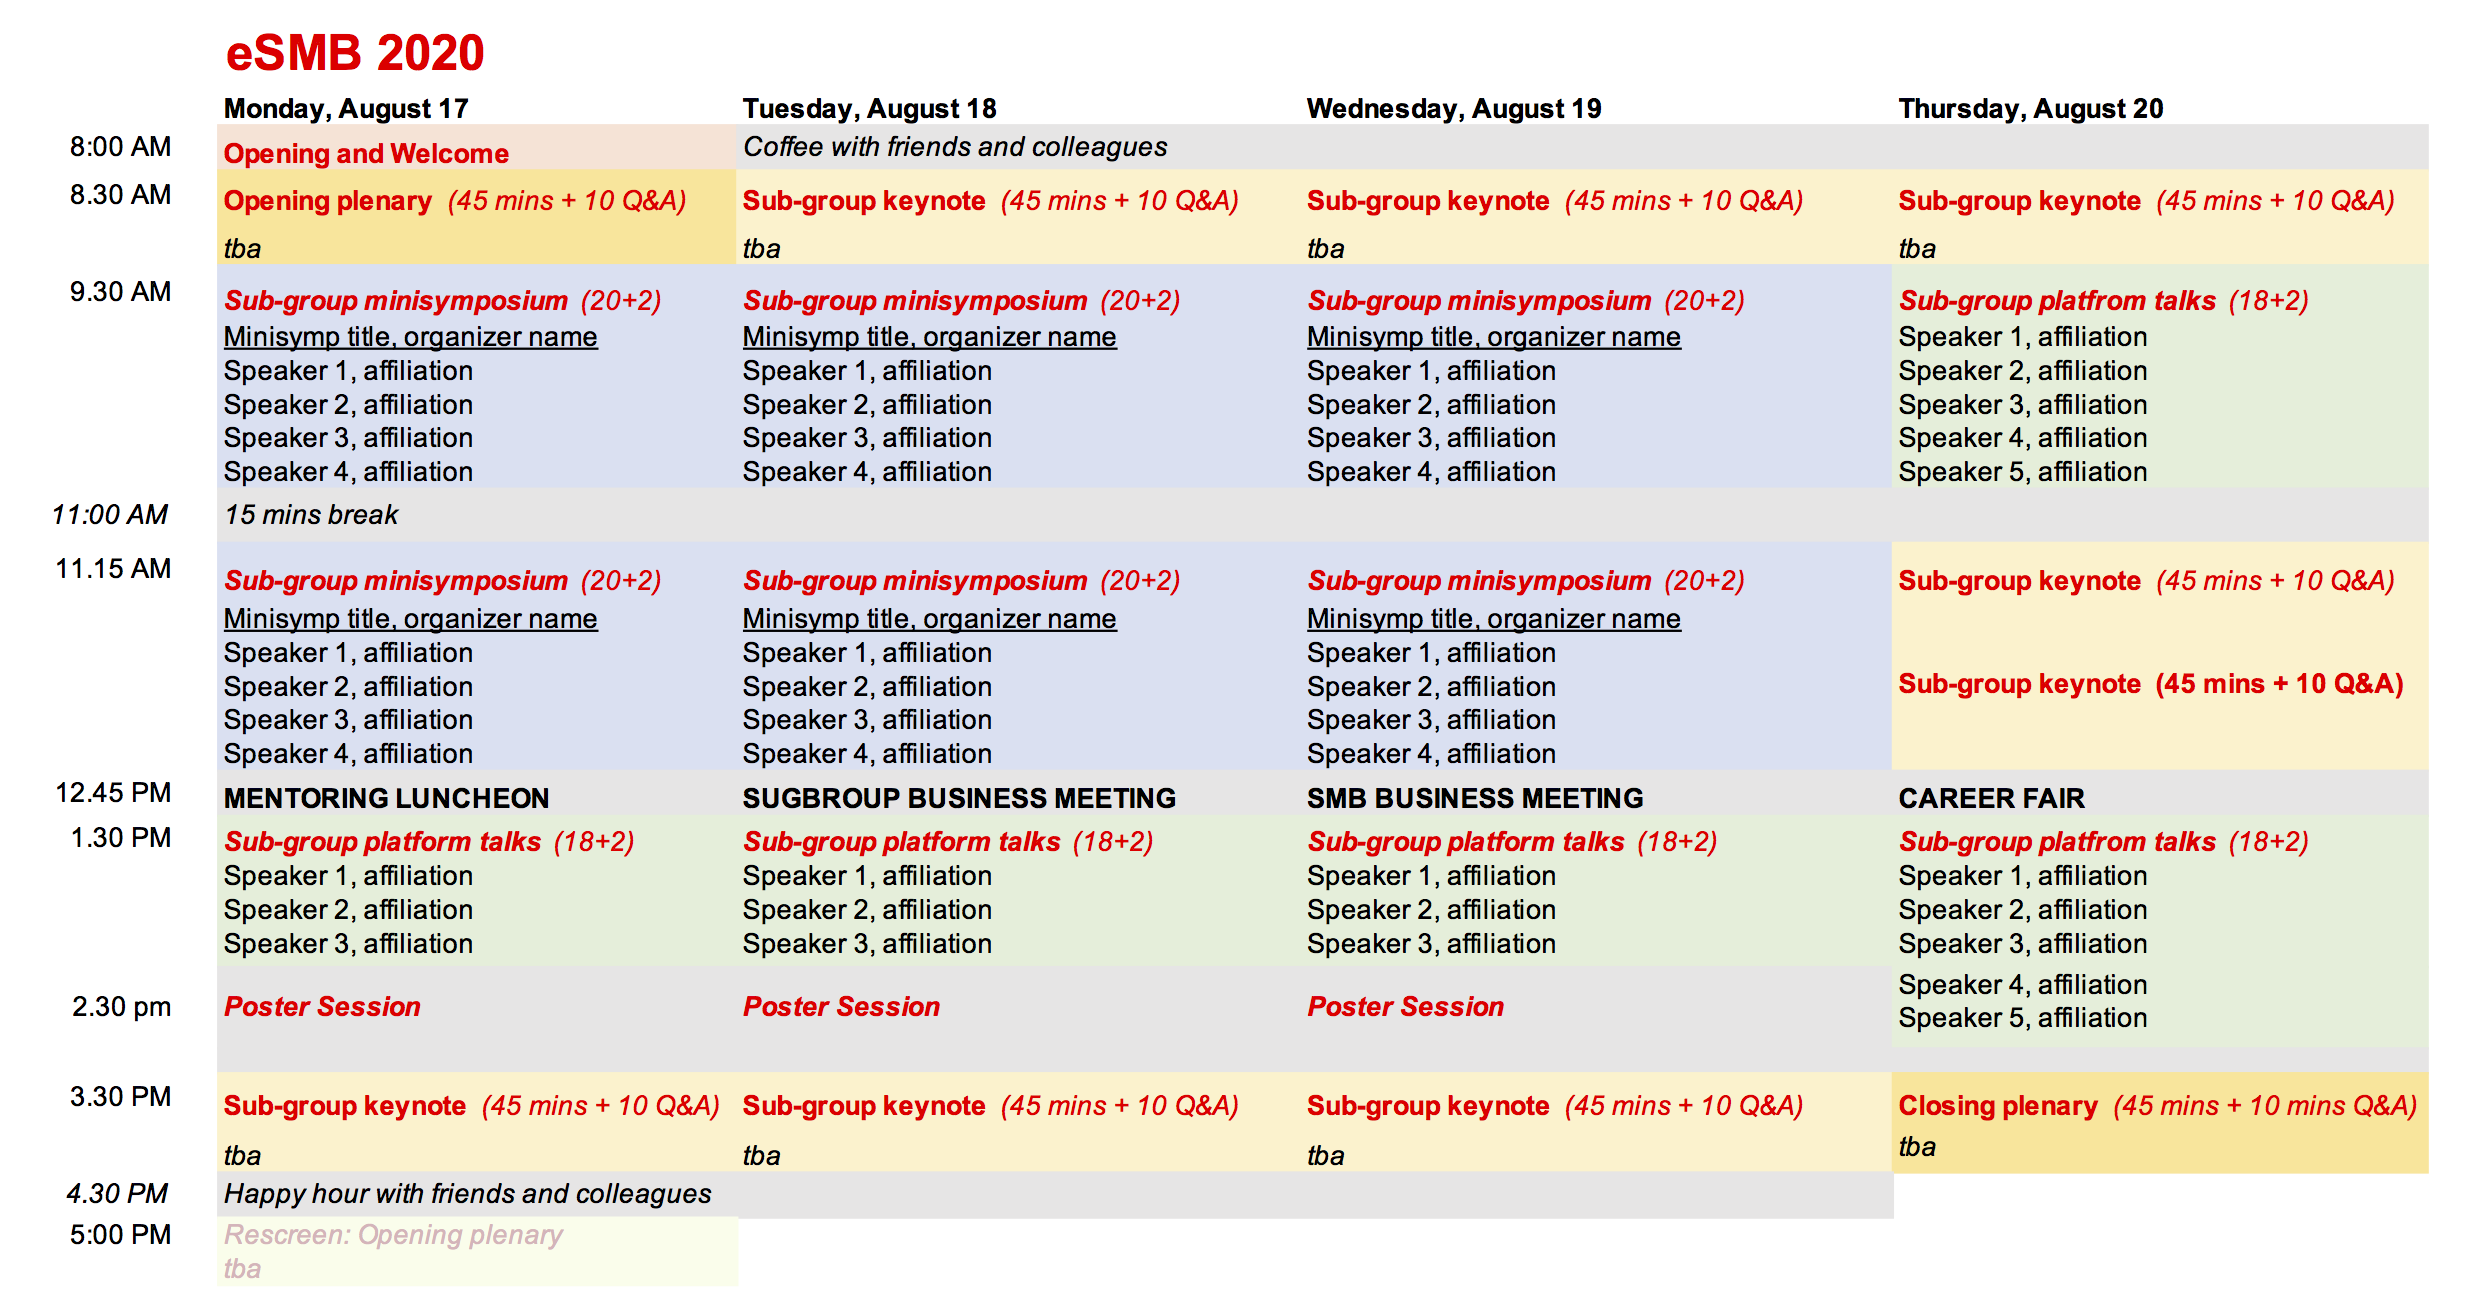 eSMB 2020
Monday, August 17 Tuesday, August 18 Wednesday, August 19 Thursday, August 20
8:00 AM Opening and Welcome Coffee with friends and colleagues
8.30 AM Opening plenary (45 mins + 10 Q&A) Sub-group keynote (45 mins + 10 Q&A) Sub-group keynote (45 mins + 10 Q&A) Sub-group keynote (45 mins + 10 Q&A)
tba tba tba tba
9.30 AM Sub-group minisymposium (20+2) Sub-group minisymposium (20+2) Sub-group minisymposium (20+2) Sub-group platfrom talks (18+2)
Minisymp title, organizer name Minisymp title, organizer name Minisymp title, organizer name Speaker 1, affiliation
Speaker 1, affiliation Speaker 1, affiliation Speaker 1, affiliation Speaker 2, affiliation
Speaker 2, affiliation Speaker 2, affiliation Speaker 2, affiliation Speaker 3, affiliation
Speaker 3, affiliation Speaker 3, affiliation Speaker 3, affiliation Speaker 4, affiliation
Speaker 4, affiliation Speaker 4, affiliation Speaker 4, affiliation Speaker 5, affiliation
11:00 AM 15 mins break
11.15 AM Sub-group minisymposium (20+2) Sub-group minisymposium (20+2) Sub-group minisymposium (20+2) Sub-group keynote (45 mins + 10 Q&A)
Minisymp title, organizer name Minisymp title, organizer name Minisymp title, organizer name
Speaker 1, affiliation Speaker 1, affiliation Speaker 1, affiliation
Speaker 2, affiliation Speaker 2, affiliation Speaker 2, affiliation Sub-group keynote (45 mins + 10 Q&A)
Speaker 3, affiliation Speaker 3, affiliation Speaker 3, affiliation
Speaker 4, affiliation Speaker 4, affiliation Speaker 4, affiliation
12.45 PM MENTORING LUNCHEON SUGBROUP BUSINESS MEETING SMB BUSINESS MEETING CAREER FAIR
1.30 PM Sub-group platform talks (18+2) Sub-group platform talks (18+2) Sub-group platform talks (18+2) Sub-group platfrom talks (18+2)
Speaker 1, affiliation Speaker 1, affiliation Speaker 1, affiliation Speaker 1, affiliation
Speaker 2, affiliation Speaker 2, affiliation Speaker 2, affiliation Speaker 2, affiliation
Speaker 3, affiliation Speaker 3, affiliation Speaker 3, affiliation Speaker 3, affiliation
Speaker 4, affiliation
2.30 pm Poster Session Poster Session Poster Session Speaker 5, affiliation
3.30 PM Sub-group keynote (45 mins + 10 Q&A) Sub-group keynote (45 mins + 10 Q&A) Sub-group keynote (45 mins + 10 Q&A) Closing plenary (45 mins + 10 mins Q&A)
tba tba tba tba
4.30 PM Happy hour with friends and colleagues
5:00 PM Rescreen: Opening plenary
tba